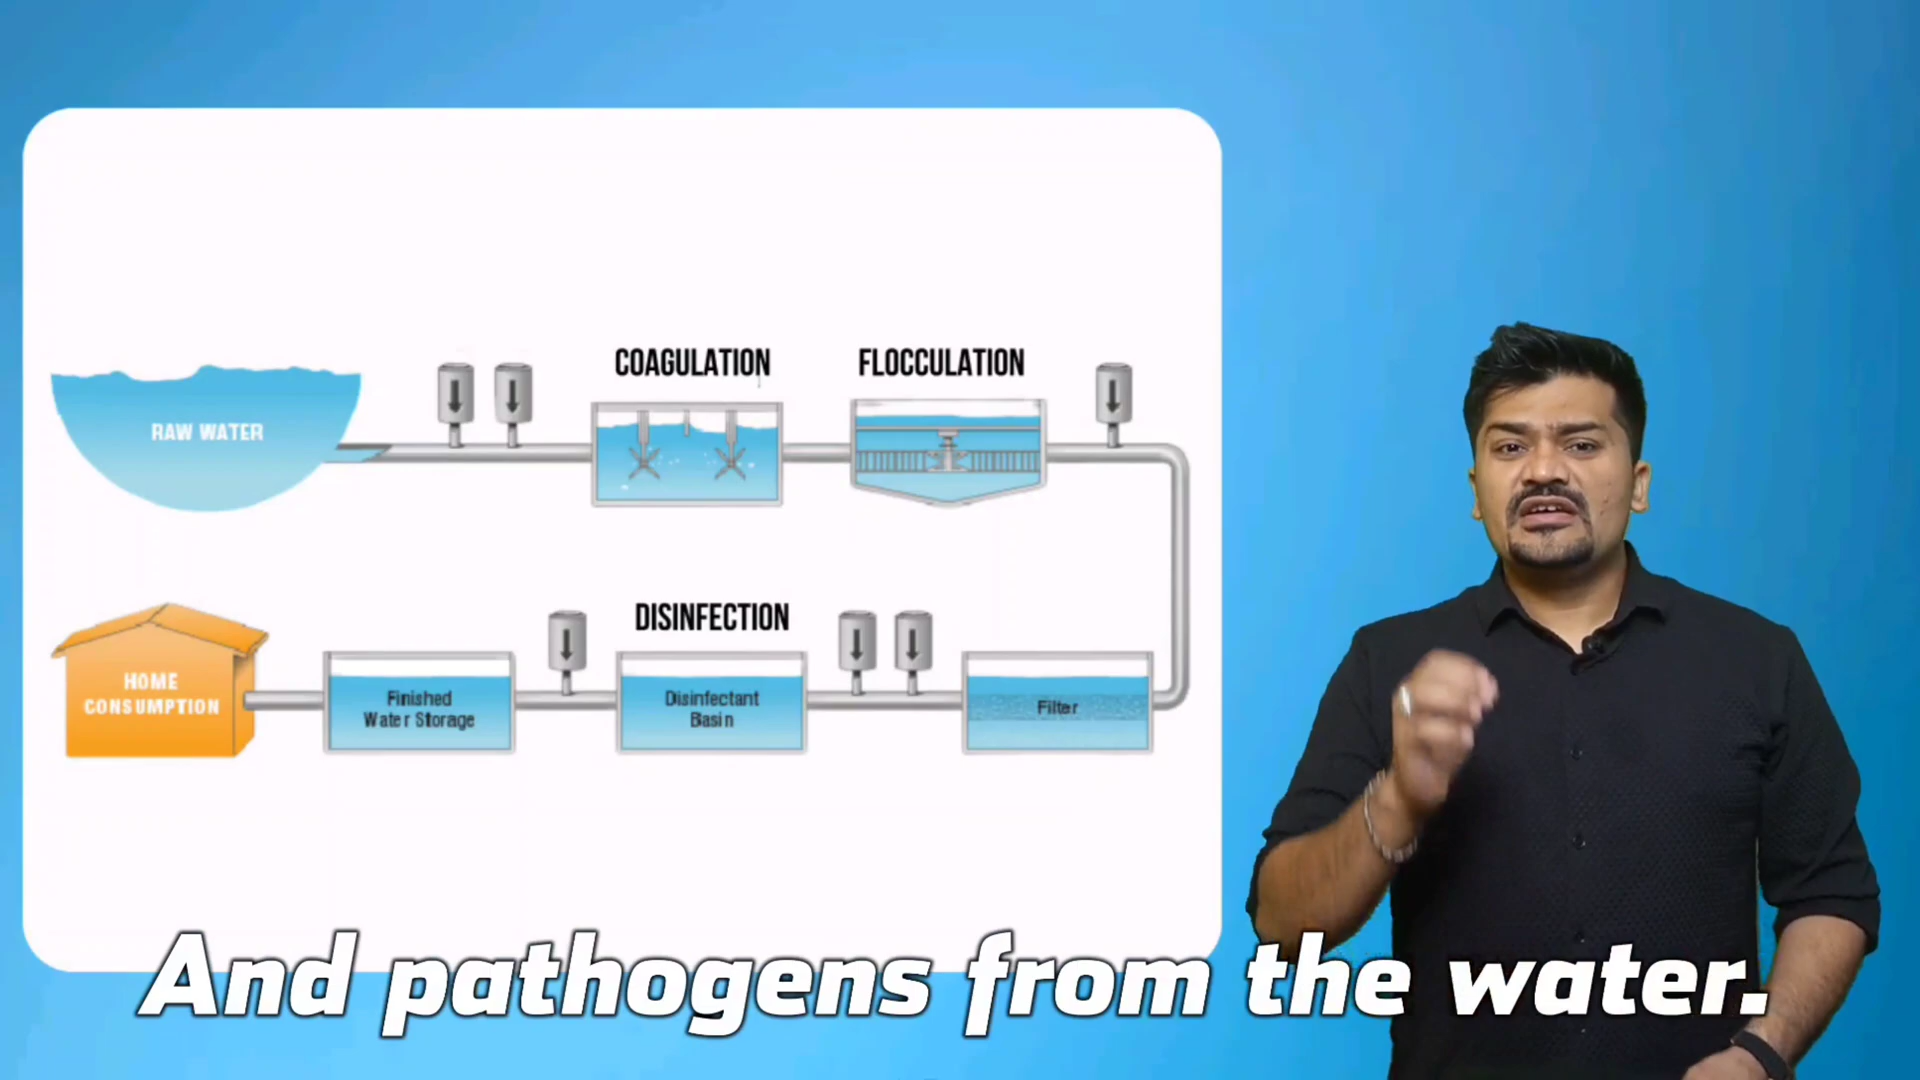 COAGULATION
FLOCCULATION
RAW WATER
DISINFECTION
HOME
CONSUMPTION
Finished
Water Storage
Disinfectant
Basin
Filter
And pathogens from the water.